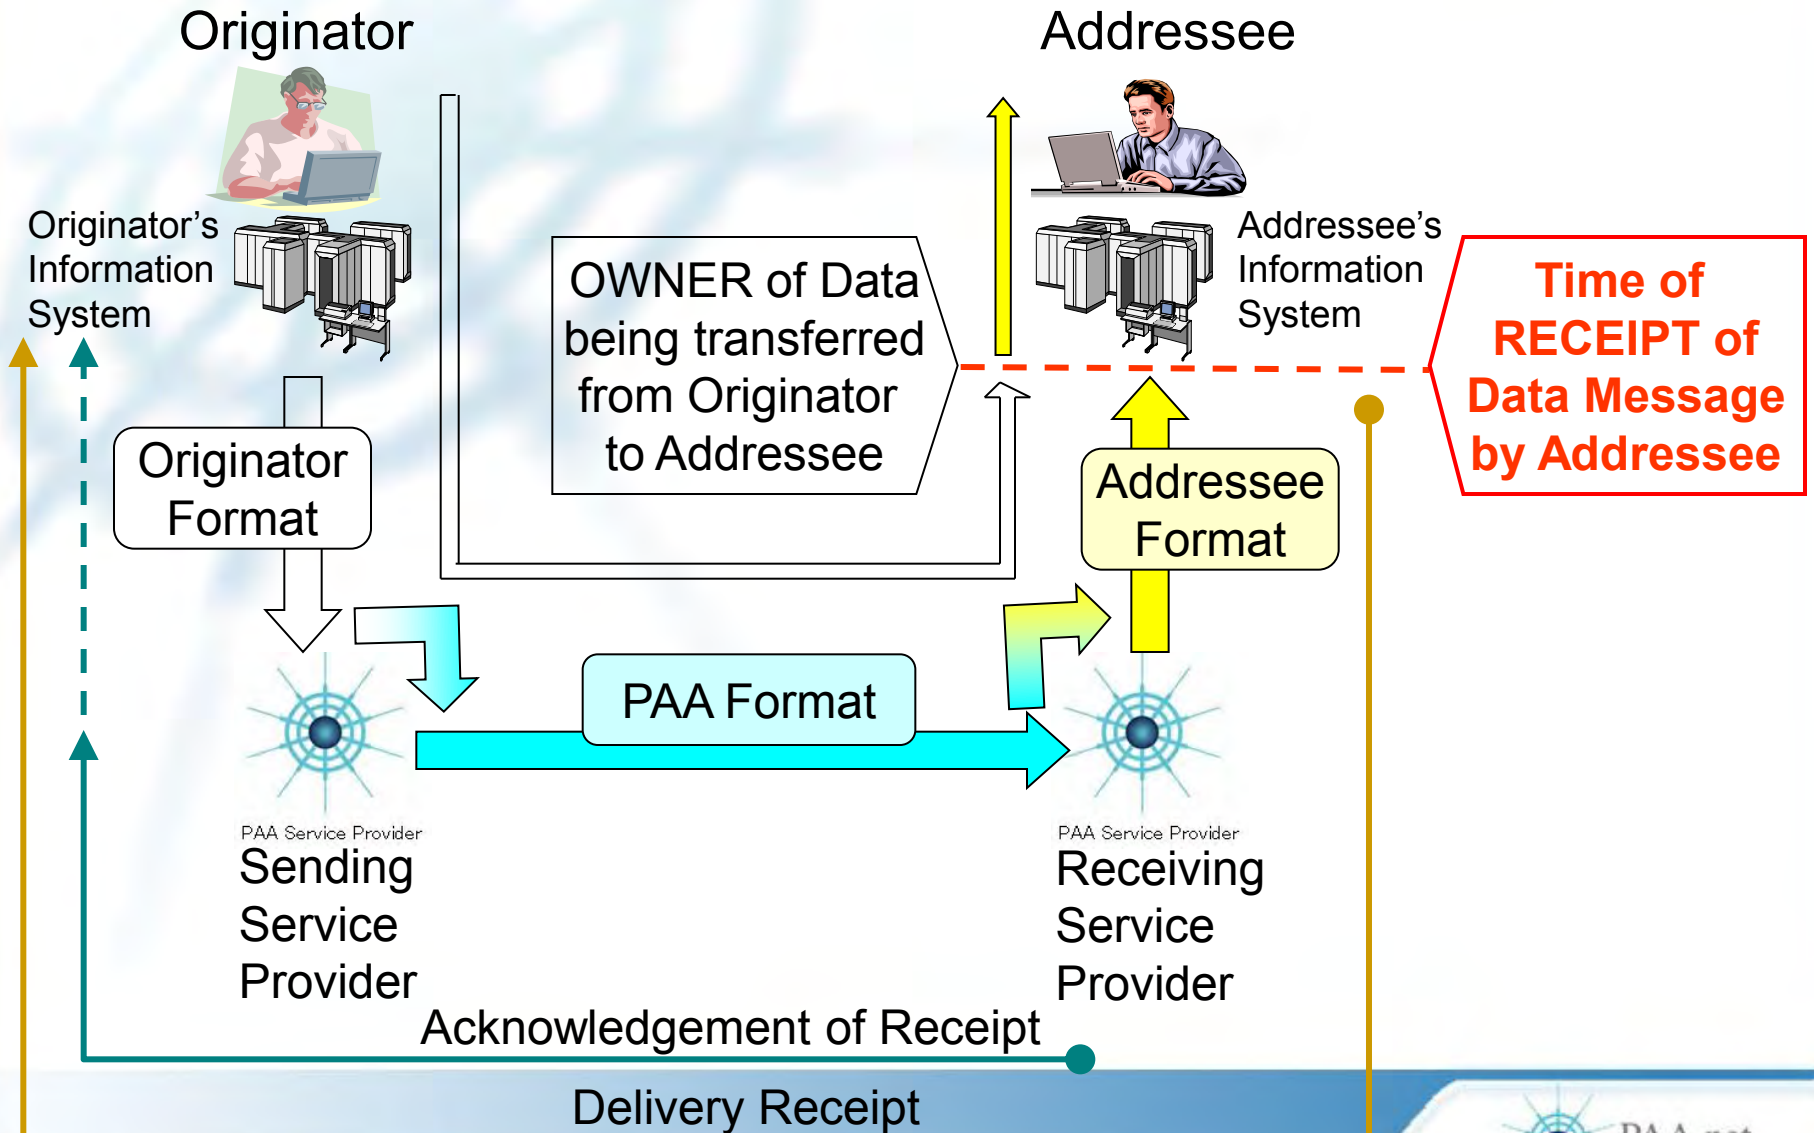 Originator
Addressee
Originator's
Information
System
OWNER of Data
being transferred
from Originator
to Addressee
Addressee's
Information
System
Time of
RECEIPT of
Data Message
by Addressee
Originator
Format
Addressee
Format
PAA Format
PAA Service Provider
Sending
Service
Provider
PAA Service Provider
Receiving
Service
Provider
Acknowledgement of Receipt
Delivery Receipt
PAA.net